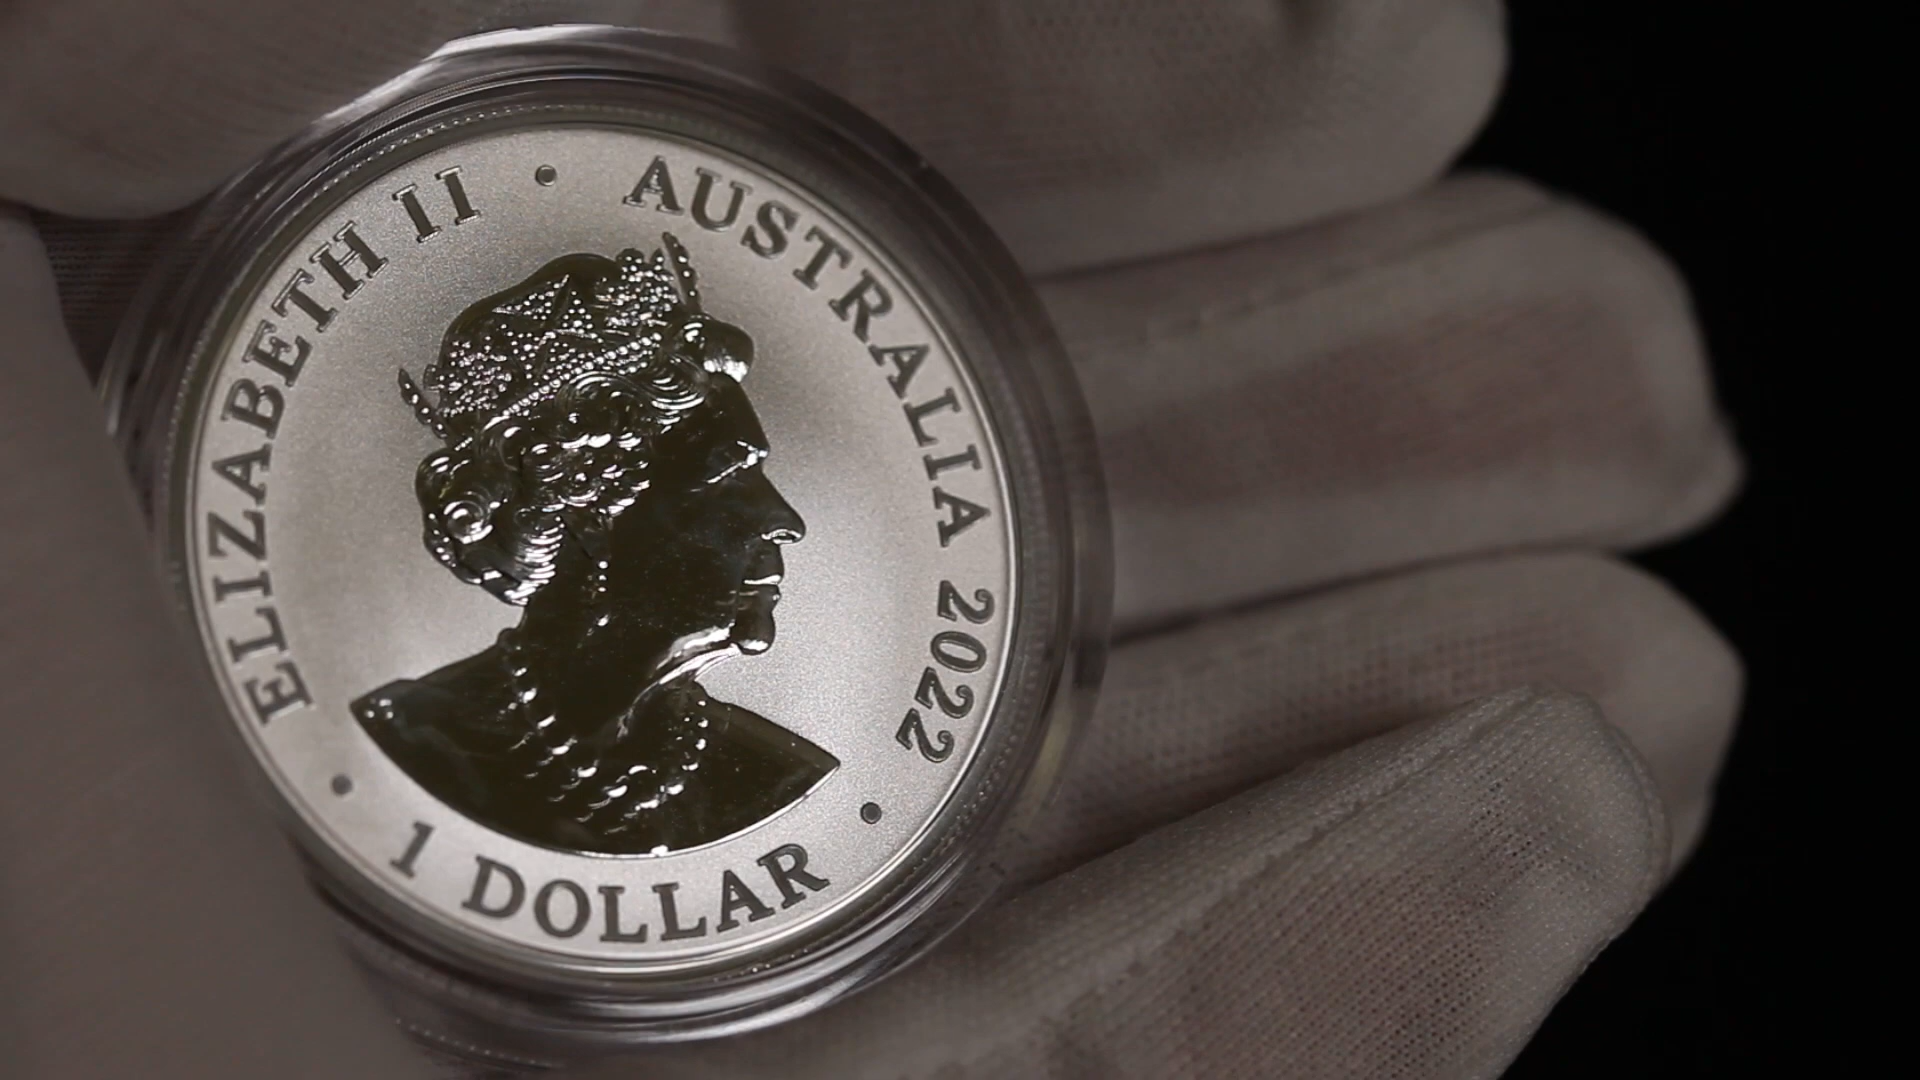 ELIZABETH II • AUSTRALIA 2022 •
1 DOLLAR •